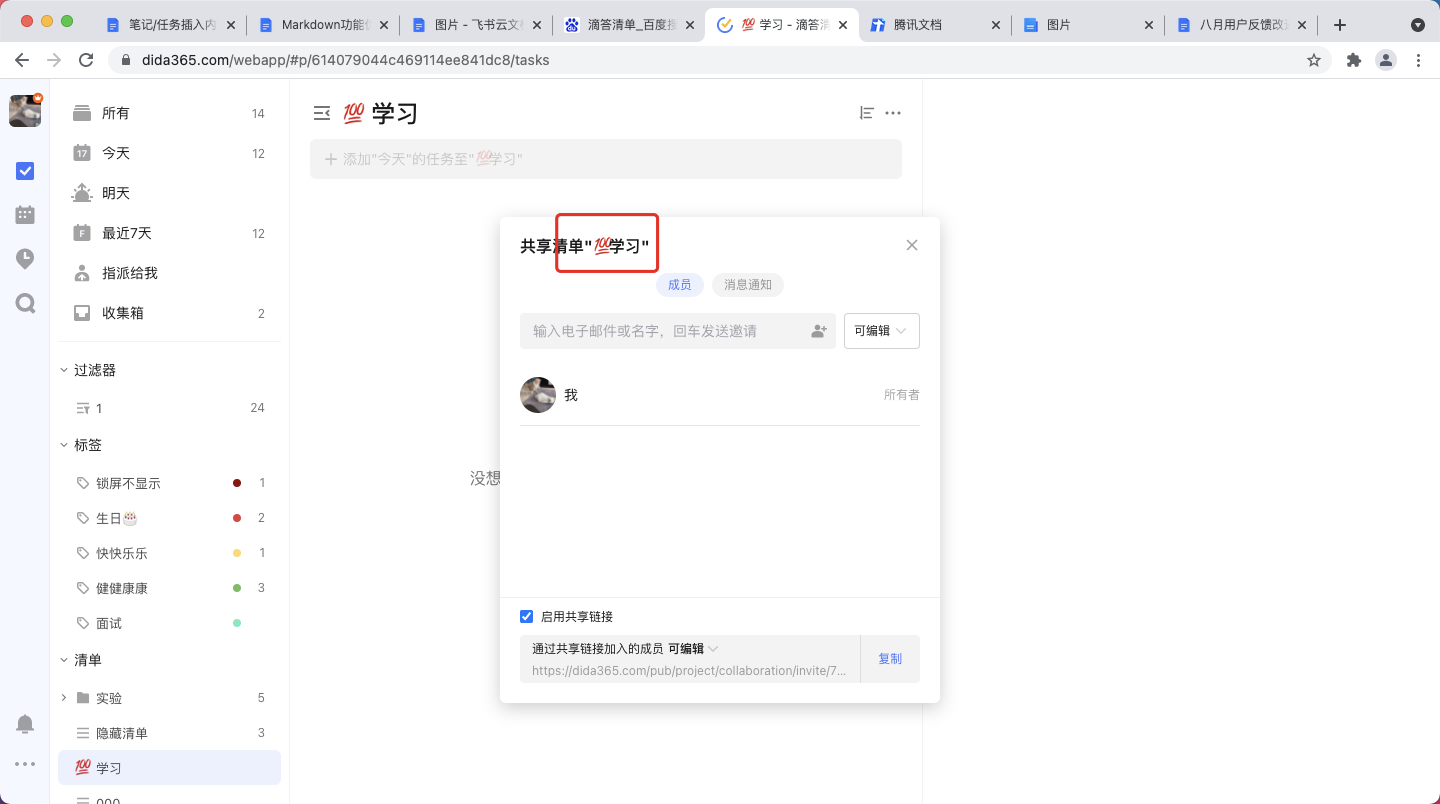 笔记/任务插入内
Markdown功能优
图片 - 飞书云文档
滴答清单_百度搜
💯 学习 - 滴答清
腾讯文档
图片
八月用户反馈改进
dida365.com/webapp/#p/614079044c469114ee841dc8/tasks
所有 14
17 今天 12
明天
F 最近7天 12
指派给我
收集箱 2
过滤器
1 24
标签
锁屏不显示 1
生日🎂 2
快快乐乐 1
健健康康 3
面试
清单
实验 5
隐藏清单 3
💯 学习
000
💯 学习
添加"今天"的任务至"💯学习"
没想
共享清单"💯学习"
成员 消息通知
输入电子邮件或名字，回车发送邀请 可编辑
我 所有者
启用共享链接
通过共享链接加入的成员 可编辑
https://dida365.com/pub/project/collaboration/invite/7...
复制